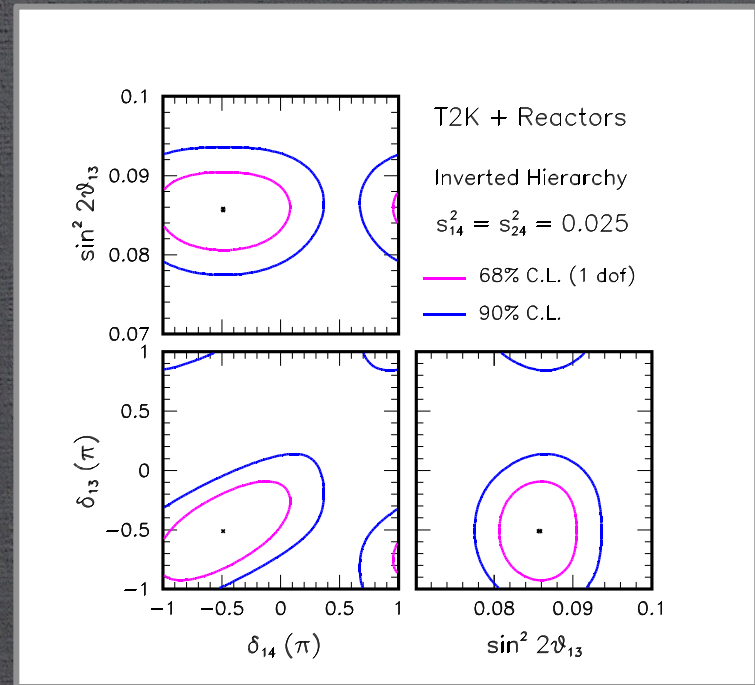 T2K + Reactors
Inverted Hierarchy
s²₁₄ = s²₂₄ = 0.025
68% C.L. (1 dof)
90% C.L.
0.1
0.09
0.08
0.07
sin² 2ϑ₁₃
1
0.5
0
−0.5
−1
δ₁₃ (π)
−1 −0.5 0 0.5 1
δ₁₄ (π)
0.08 0.09 0.1
sin² 2ϑ₁₃